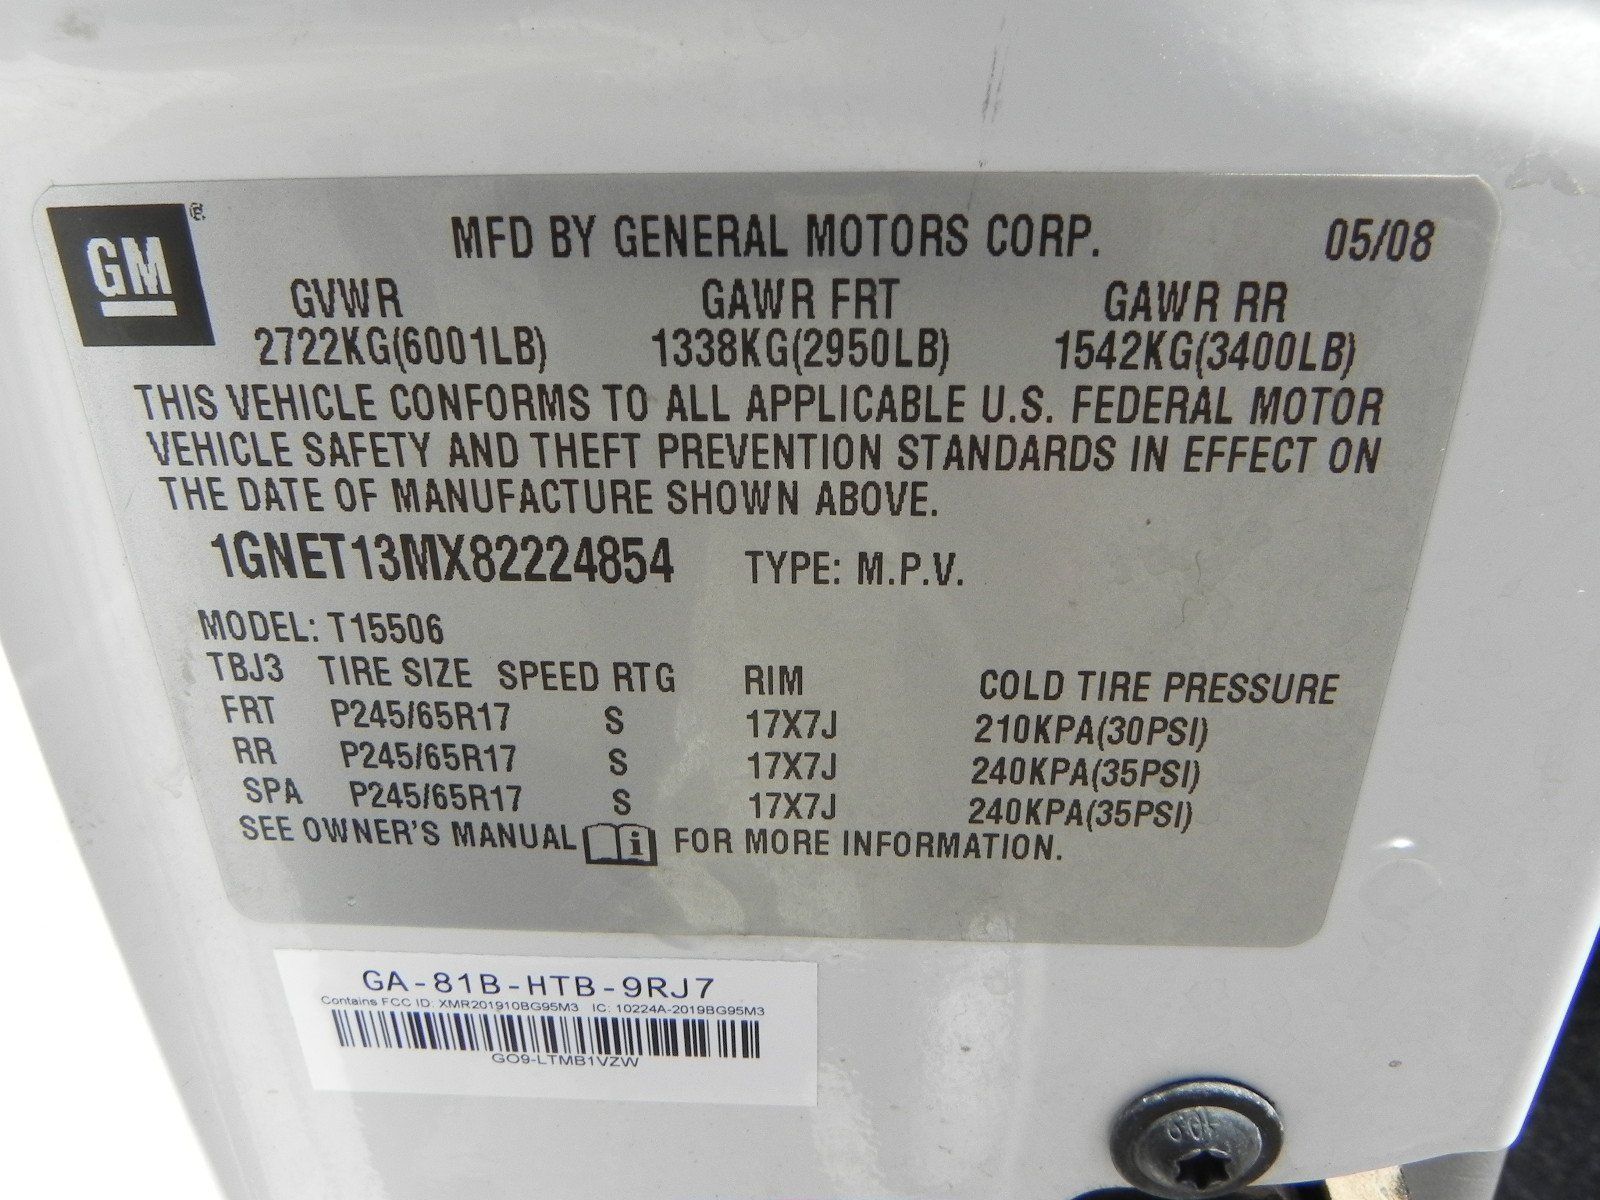 GM ® MFD BY GENERAL MOTORS CORP. 05/08
GVWR GAWR FRT GAWR RR
2722KG(6001LB) 1338KG(2950LB) 1542KG(3400LB)
THIS VEHICLE CONFORMS TO ALL APPLICABLE U.S. FEDERAL MOTOR
VEHICLE SAFETY AND THEFT PREVENTION STANDARDS IN EFFECT ON
THE DATE OF MANUFACTURE SHOWN ABOVE.
1GNET13MX82224854 TYPE: M.P.V.
MODEL: T15506
TBJ3 TIRE SIZE SPEED RTG RIM COLD TIRE PRESSURE
FRT P245/65R17 S 17X7J 210KPA(30PSI)
RR P245/65R17 S 17X7J 240KPA(35PSI)
SPA P245/65R17 S 17X7J 240KPA(35PSI)
SEE OWNER'S MANUAL i FOR MORE INFORMATION.
GA-81B-HTB-9RJ7
Contains FCC ID: XMR201910BG95M3 IC: 10224A-2019BG95M3
GO9-LTMB1VZW